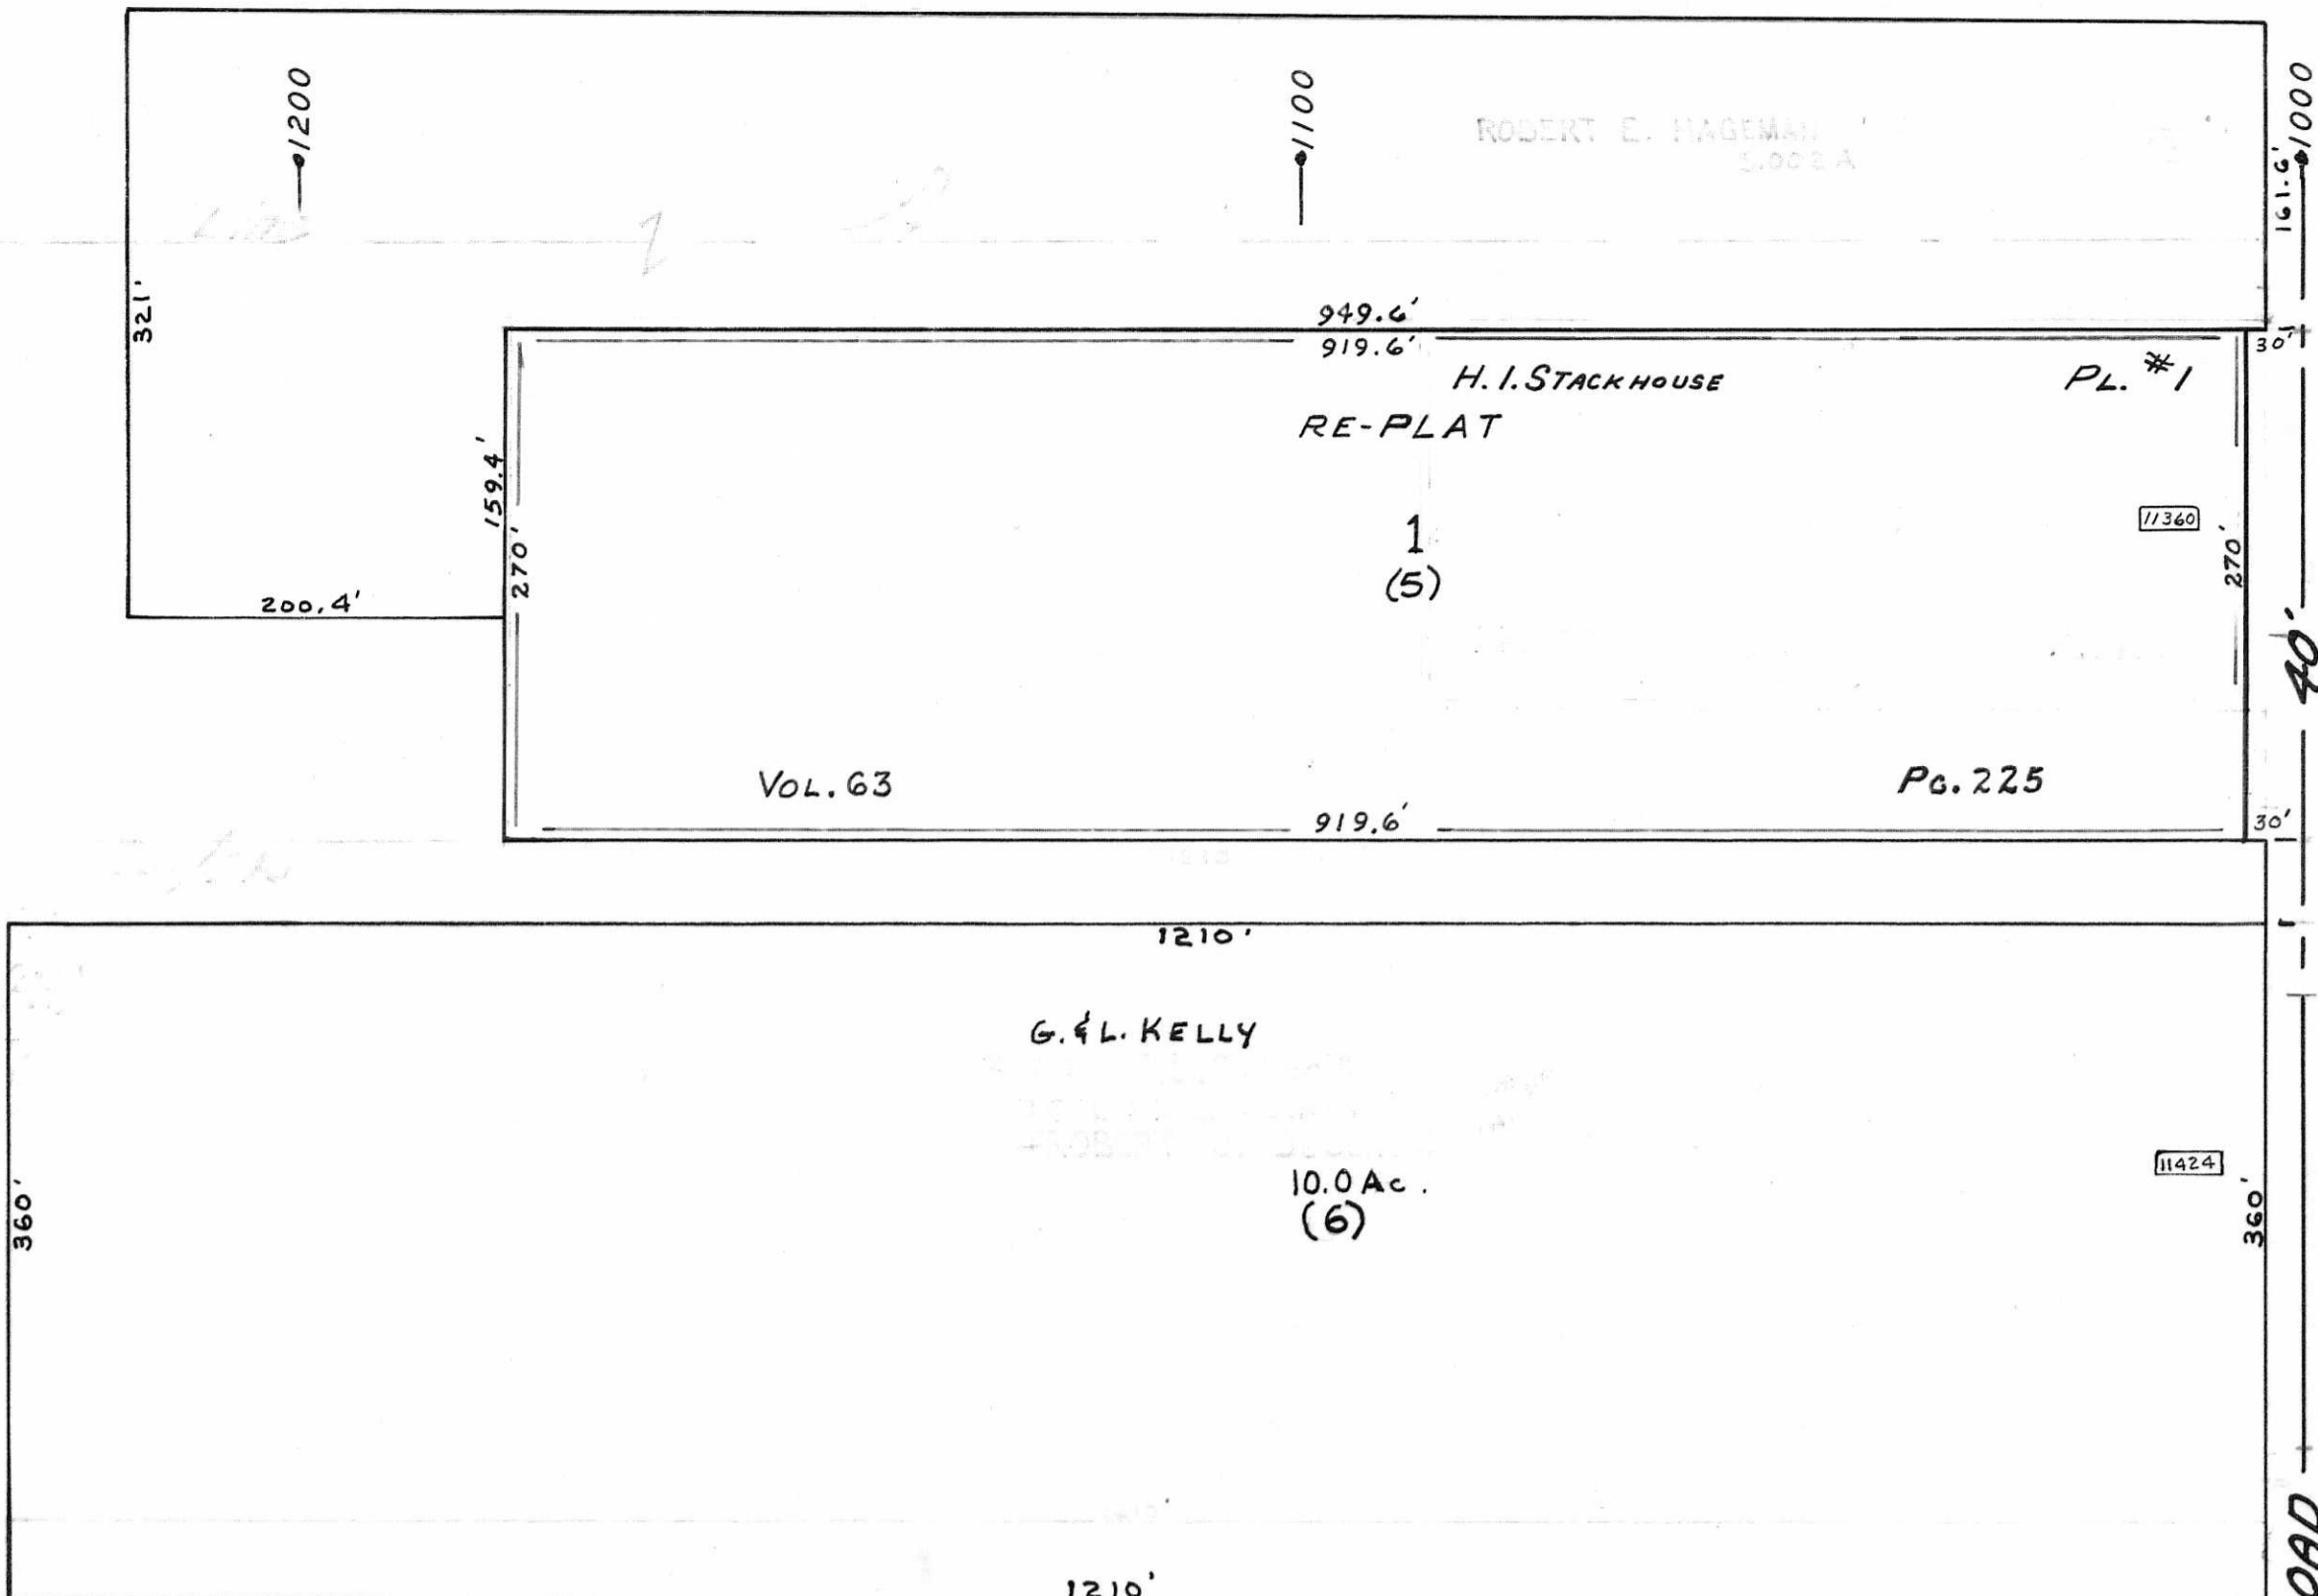 1200
1100
1000
ROBERT E. HAGEMAN
5.002 A
161.6'
321'
949.6'
919.6'
30'
H. I. STACKHOUSE
PL. #1
RE-PLAT
159.4'
270'
1
(5)
11360
270'
200.4'
40'
VOL. 63
PG. 225
919.6'
30'
1210'
G. & L. KELLY
10.0 Ac.
(6)
11424
360'
360'
OAD
1210'